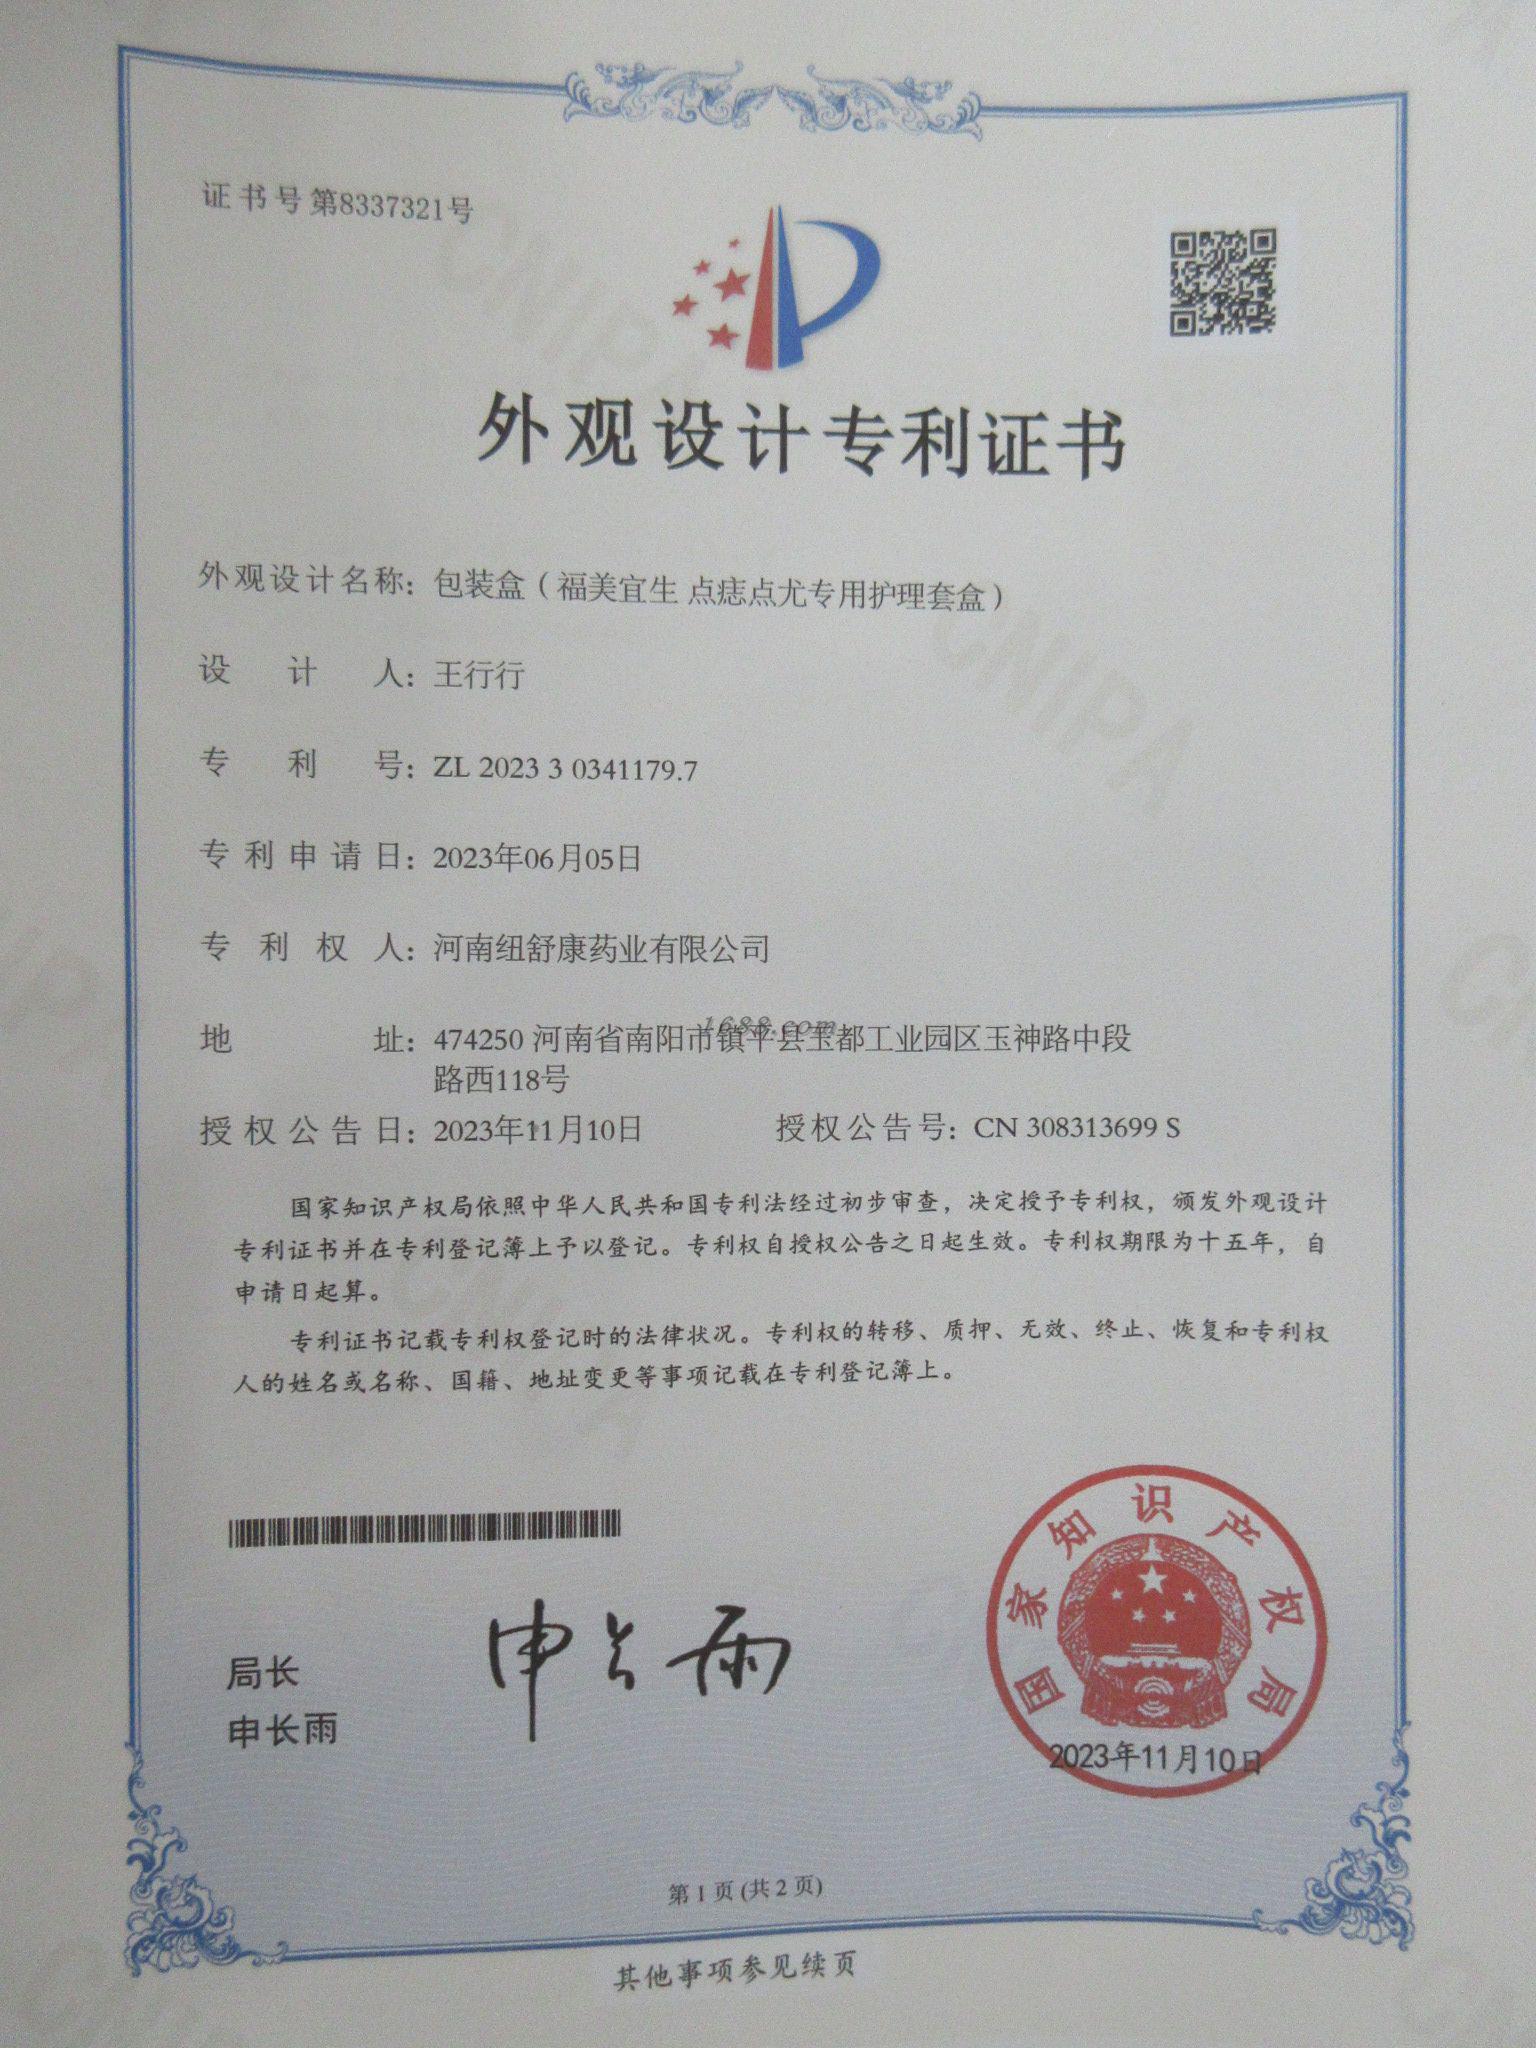 证书号第8337321号
外观设计专利证书
外观设计名称：包装盒（福美宜生 点痣点尤专用护理套盒）
设计人：王行行
专利号：ZL 2023 3 0341179.7
专利申请日：2023年06月05日
专利权人：河南纽舒康药业有限公司
地址：474250 河南省南阳市镇平县玉都工业园区玉神路中段
路西118号
1688.com
授权公告日：2023年11月10日 授权公告号：CN 308313699 S
国家知识产权局依照中华人民共和国专利法经过初步审查，决定授予专利权，颁发外观设计
专利证书并在专利登记簿上予以登记。专利权自授权公告之日起生效。专利权期限为十五年，自
申请日起算。
专利证书记载专利权登记时的法律状况。专利权的转移、质押、无效、终止、恢复和专利权
人的姓名或名称、国籍、地址变更等事项记载在专利登记簿上。
局长
申长雨
申长雨
国家知识产权局
2023年11月10日
第 1 页 (共 2 页)
其他事项参见续页
CNIPA